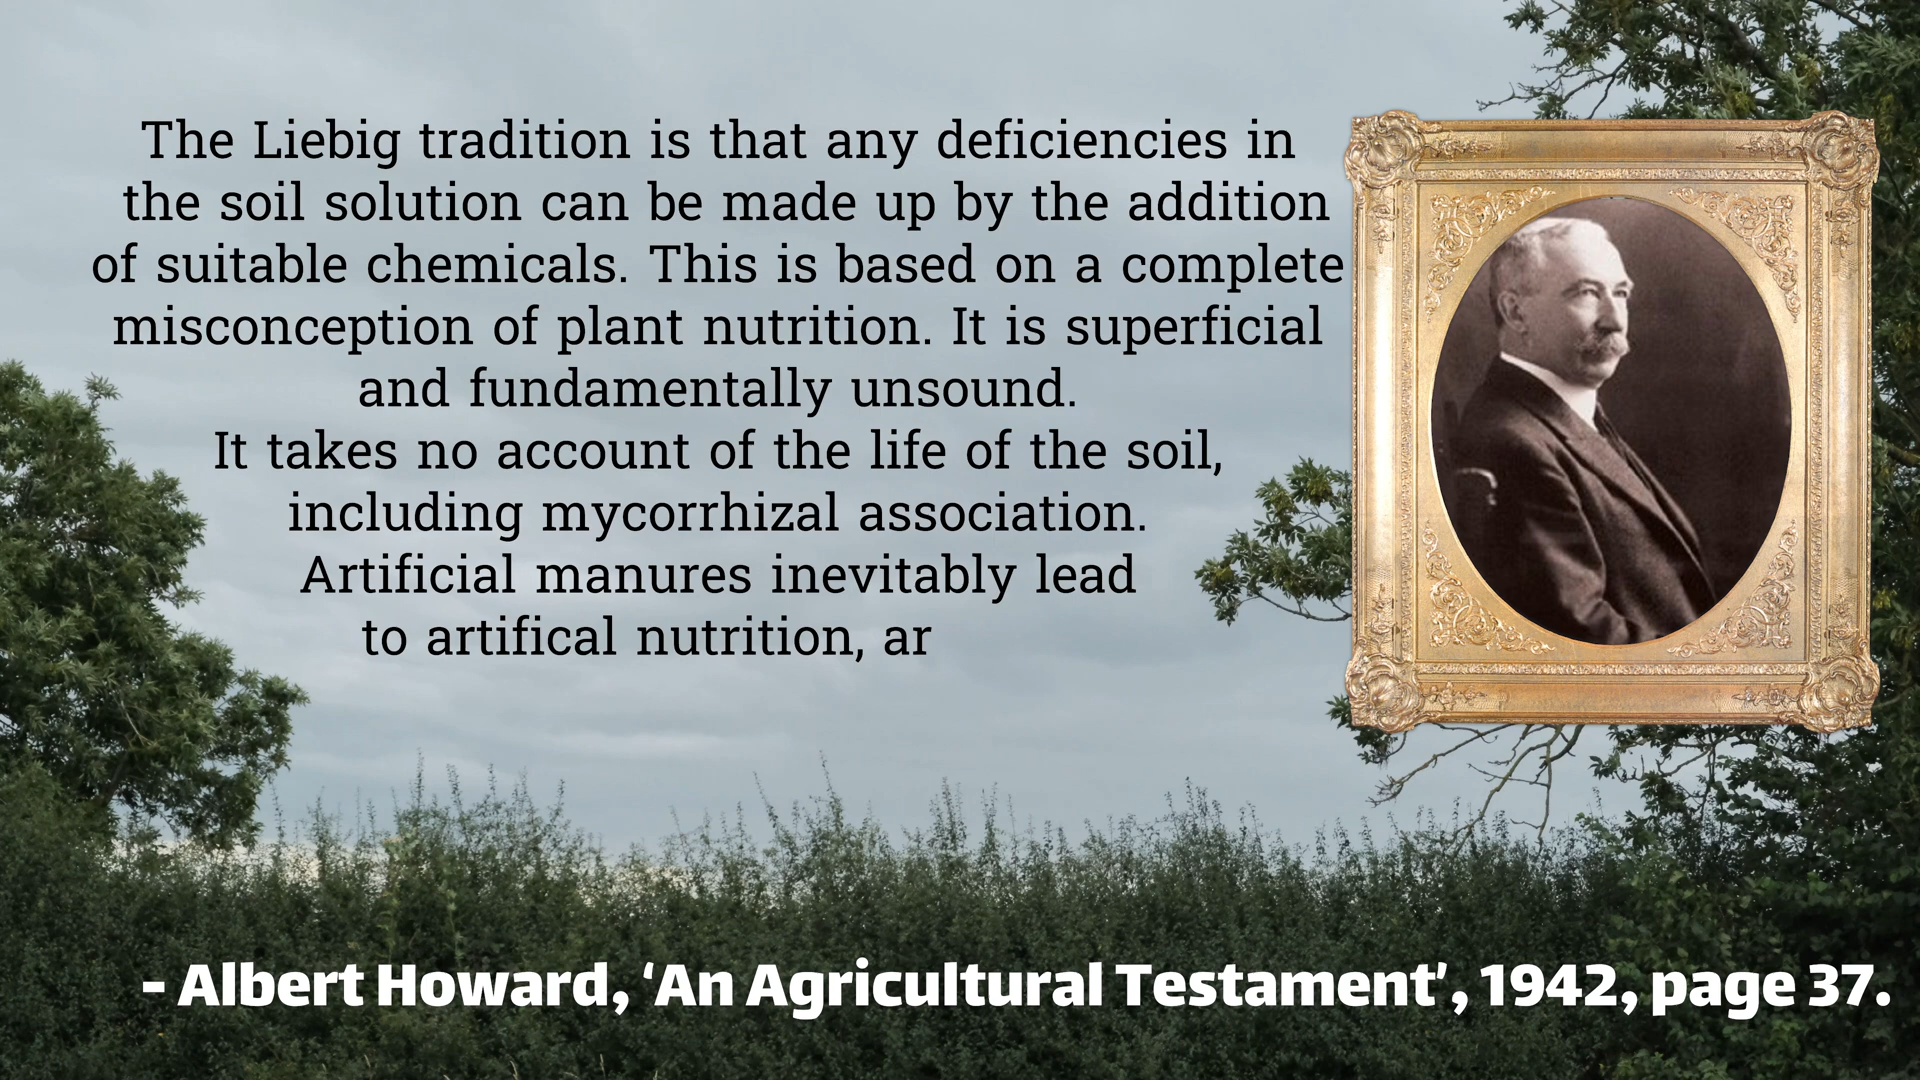 The Liebig tradition is that any deficiencies in
the soil solution can be made up by the addition
of suitable chemicals. This is based on a complete
misconception of plant nutrition. It is superficial
and fundamentally unsound.
It takes no account of the life of the soil,
including mycorrhizal association.
Artificial manures inevitably lead
to artifical nutrition, ar
- Albert Howard, ‘An Agricultural Testament’, 1942, page 37.